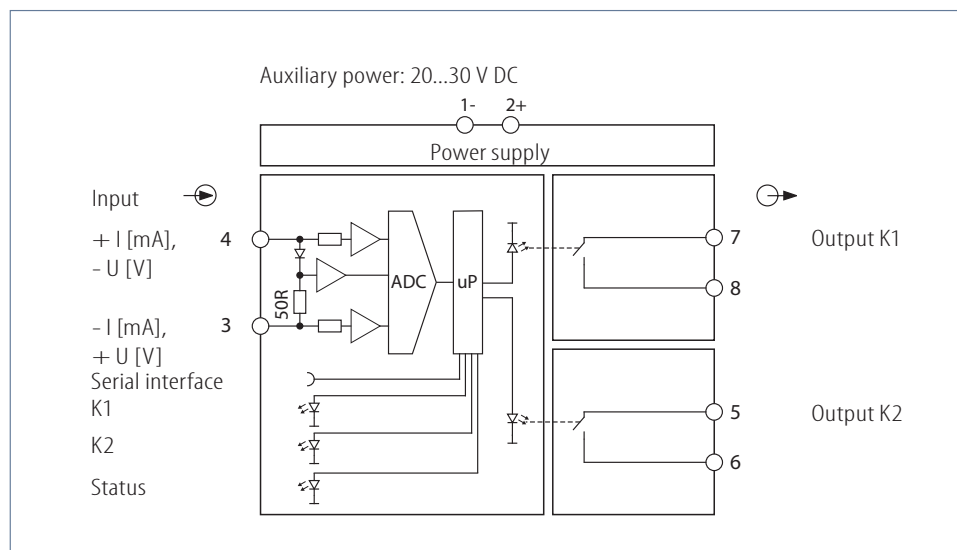 Auxiliary power: 20...30 V DC
1- 2+
Power supply
Input
+ I [mA], 4
- U [V]
ADC
uP
50R
- I [mA], 3
+ U [V]
Serial interface
K1
K2
Status
7 Output K1
8
5 Output K2
6